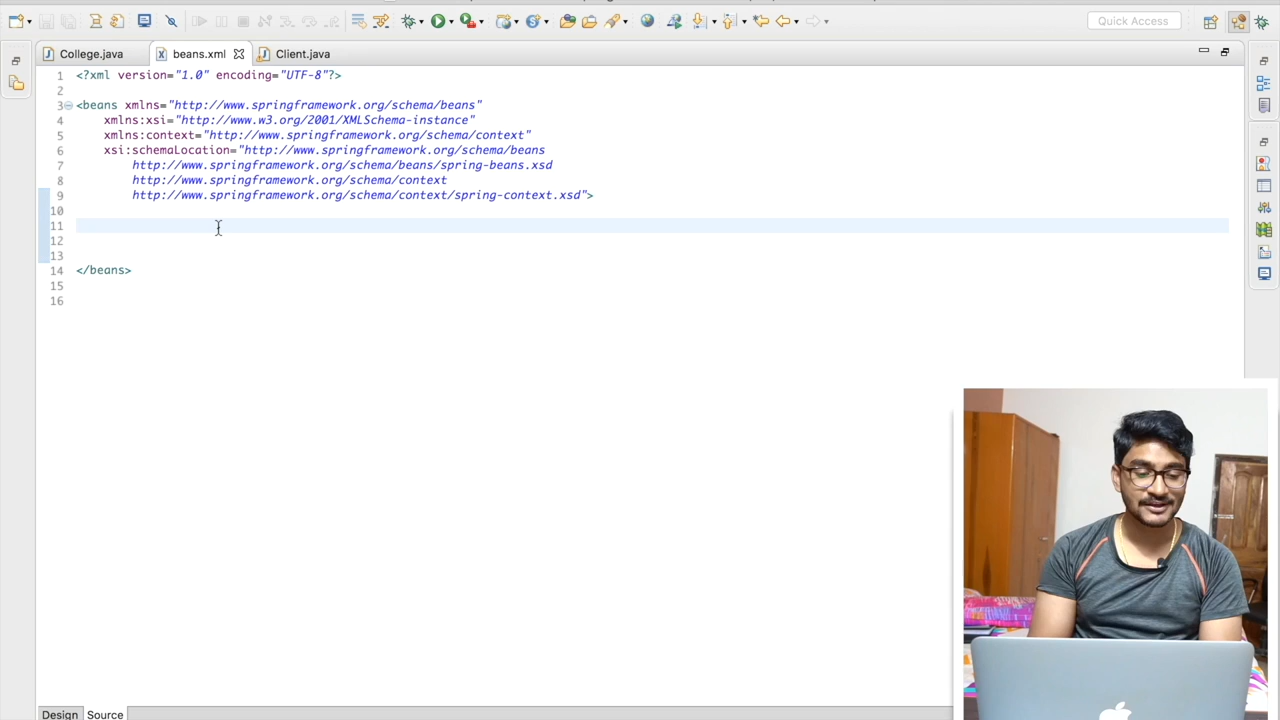 Quick Access
College.java
beans.xml
Client.java
1 <?xml version="1.0" encoding="UTF-8"?>
2
3 <beans xmlns="http://www.springframework.org/schema/beans"
4 xmlns:xsi="http://www.w3.org/2001/XMLSchema-instance"
5 xmlns:context="http://www.springframework.org/schema/context"
6 xsi:schemaLocation="http://www.springframework.org/schema/beans
7 http://www.springframework.org/schema/beans/spring-beans.xsd
8 http://www.springframework.org/schema/context
9 http://www.springframework.org/schema/context/spring-context.xsd">
10
11
12
13
14 </beans>
15
16
Design Source